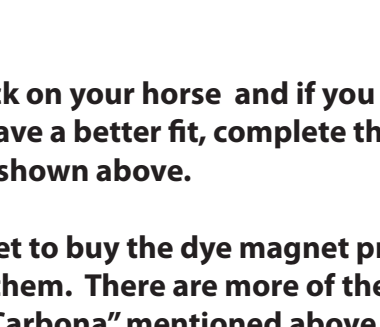 ck on your horse  and if you
ave a better fit, complete th
shown above.
et to buy the dye magnet pr
them.  There are more of the
Carbona" mentioned above